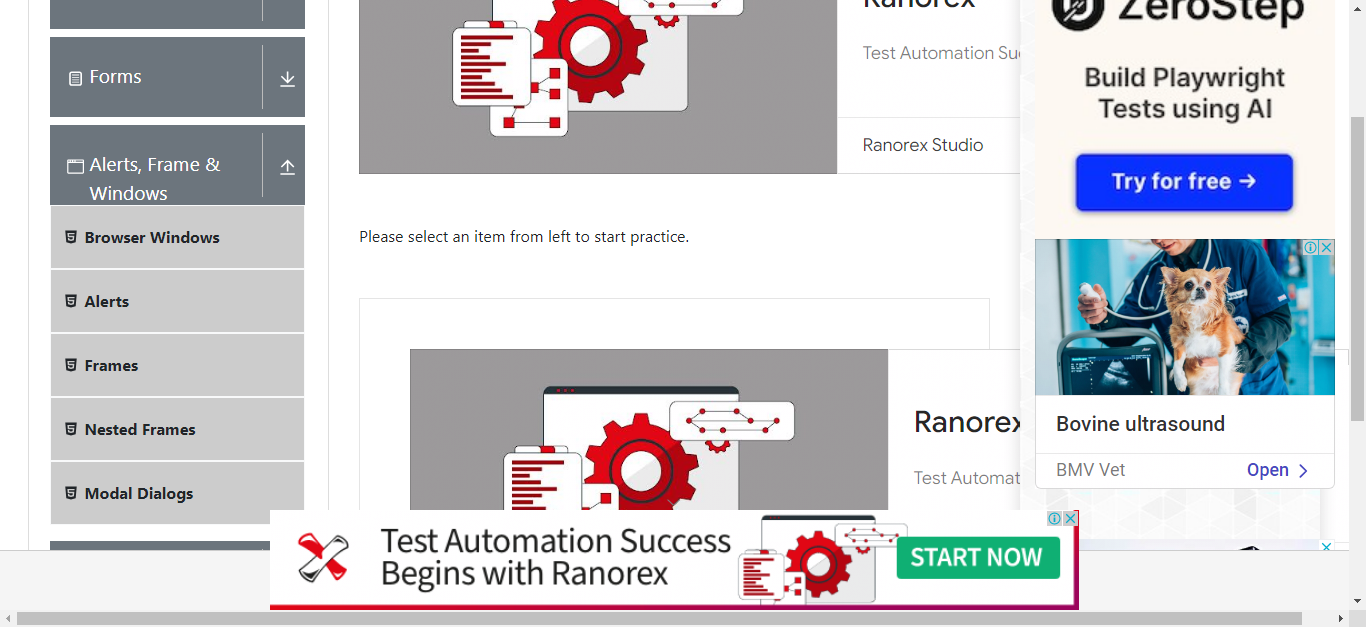 Forms
Alerts, Frame &
Windows
Browser Windows
Alerts
Frames
Nested Frames
Modal Dialogs
Ranorex
Test Automation Su
Ranorex Studio
Please select an item from left to start practice.
Ranorex
Test Automat
ZeroStep
Build Playwright
Tests using AI
Try for free →
Bovine ultrasound
BMV Vet
Open
Test Automation Success
Begins with Ranorex
START NOW